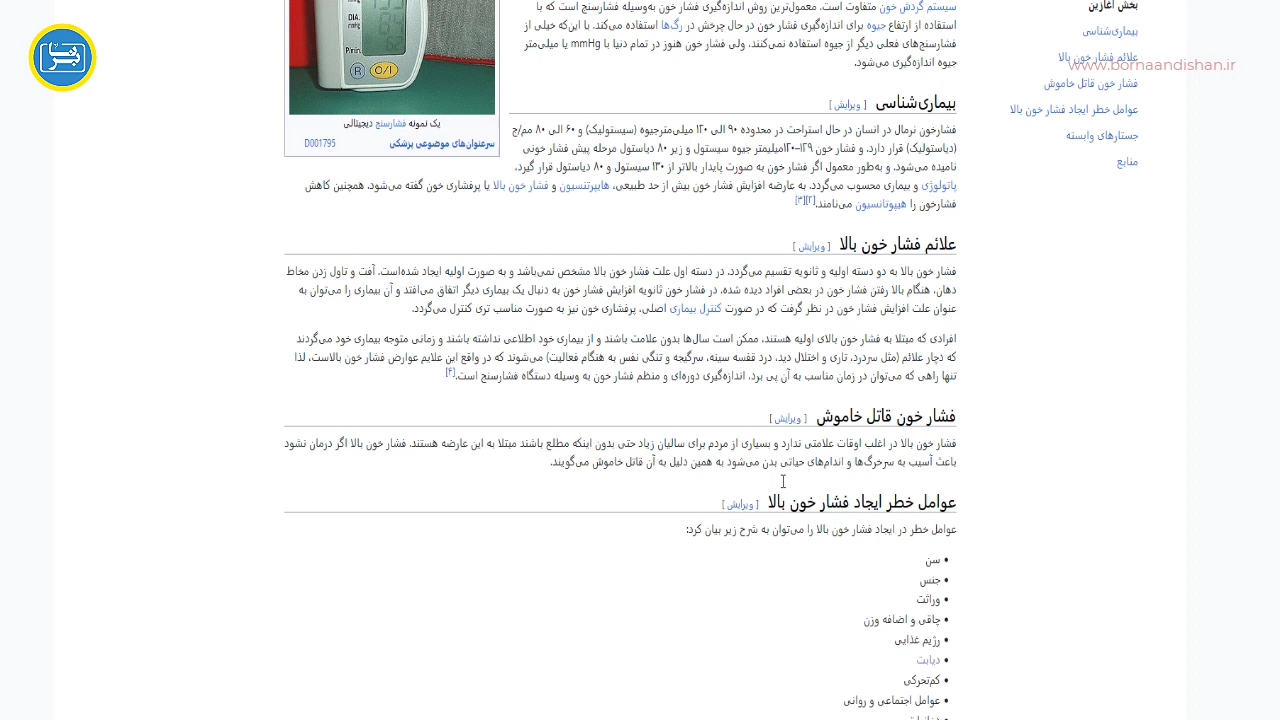 سیستم گردش خون متفاوت است. معمول‌ترین روش اندازه‌گیری فشار خون به‌وسیله فشارسنج است که با
استفاده از ارتفاع جیوه برای اندازه‌گیری فشار خون در حال چرخش در رگ‌ها استفاده می‌کند. با این‌که خیلی از
فشارسنج‌های فعلی دیگر از جیوه استفاده نمی‌کنند، ولی فشار خون هنوز در تمام دنیا با mmHg یا میلی‌متر
جیوه اندازه‌گیری می‌شود.
DIA.
P/min.
R
O/I
یک نمونه فشارسنج دیجیتالی
سرعنوان‌های موضوعی پزشکی D001795
بیماری‌شناسی [ ویرایش ]
فشارخون نرمال در انسان در حال استراحت در محدوده ۹۰ الی ۱۲۰ میلی‌مترجیوه (سیستولیک) و ۶۰ الی ۸۰ مم/ج
(دیاستولیک) قرار دارد. و فشار خون ۱۲۹–۱۲۰میلیمتر جیوه سیستول و زیر ۸۰ دیاستول مرحله پیش فشار خونی
نامیده می‌شود. و به‌طور معمول اگر فشار خون به صورت پایدار بالاتر از ۱۳۰ سیستول و ۸۰ دیاستول قرار گیرد،
پاتولوژی و بیماری محسوب می‌گردد. به عارضه افزایش فشار خون بیش از حد طبیعی، هایپرتنسیون و فشار خون بالا یا پرفشاری خون گفته می‌شود. همچنین کاهش
فشارخون را هیپوتانسیون می‌نامند.[۲][۳]
علائم فشار خون بالا [ ویرایش ]
فشار خون بالا به دو دسته اولیه و ثانویه تقسیم می‌گردد. در دسته اول علت فشار خون بالا مشخص نمی‌باشد و به صورت اولیه ایجاد شده‌است. آفت و تاول زدن مخاط
دهان، هنگام بالا رفتن فشار خون در بعضی افراد دیده شده. در فشار خون ثانویه افزایش فشار خون به دنبال یک بیماری دیگر اتفاق می‌افتد و آن بیماری را می‌توان به
عنوان علت افزایش فشار خون در نظر گرفت که در صورت کنترل بیماری اصلی، پرفشاری خون نیز به صورت مناسب تری کنترل می‌گردد.
افرادی که مبتلا به فشار خون بالای اولیه هستند، ممکن است سال‌ها بدون علامت باشند و از بیماری خود اطلاعی نداشته باشند و زمانی متوجه بیماری خود می‌گردند
که دچار علائم (مثل سردرد، تاری و اختلال دید، درد قفسه سینه، سرگیجه و تنگی نفس به هنگام فعالیت) می‌شوند که در واقع این علایم عوارض فشار خون بالاست، لذا
تنها راهی که می‌توان در زمان مناسب به آن پی برد، اندازه‌گیری دوره‌ای و منظم فشار خون به وسیله دستگاه فشارسنج است.[۴]
فشار خون قاتل خاموش [ ویرایش ]
فشار خون بالا در اغلب اوقات علامتی ندارد و بسیاری از مردم برای سالیان زیاد حتی بدون اینکه مطلع باشند مبتلا به این عارضه هستند. فشار خون بالا اگر درمان نشود
باعث آسیب به سرخرگ‌ها و اندام‌های حیاتی بدن می‌شود به همین دلیل به آن قاتل خاموش می‌گویند.
عوامل خطر ایجاد فشار خون بالا [ ویرایش ]
عوامل خطر در ایجاد فشار خون بالا را می‌توان به شرح زیر بیان کرد:
• سن
• جنس
• وراثت
• چاقی و اضافه وزن
• رژیم غذایی
• دیابت
• کم‌تحرکی
• عوامل اجتماعی و روانی
بخش آغازین
بیماری‌شناسی
علائم فشار خون بالا
فشار خون قاتل خاموش
عوامل خطر ایجاد فشار خون بالا
جستارهای وابسته
منابع
www.bornaandishan.ir
برنا